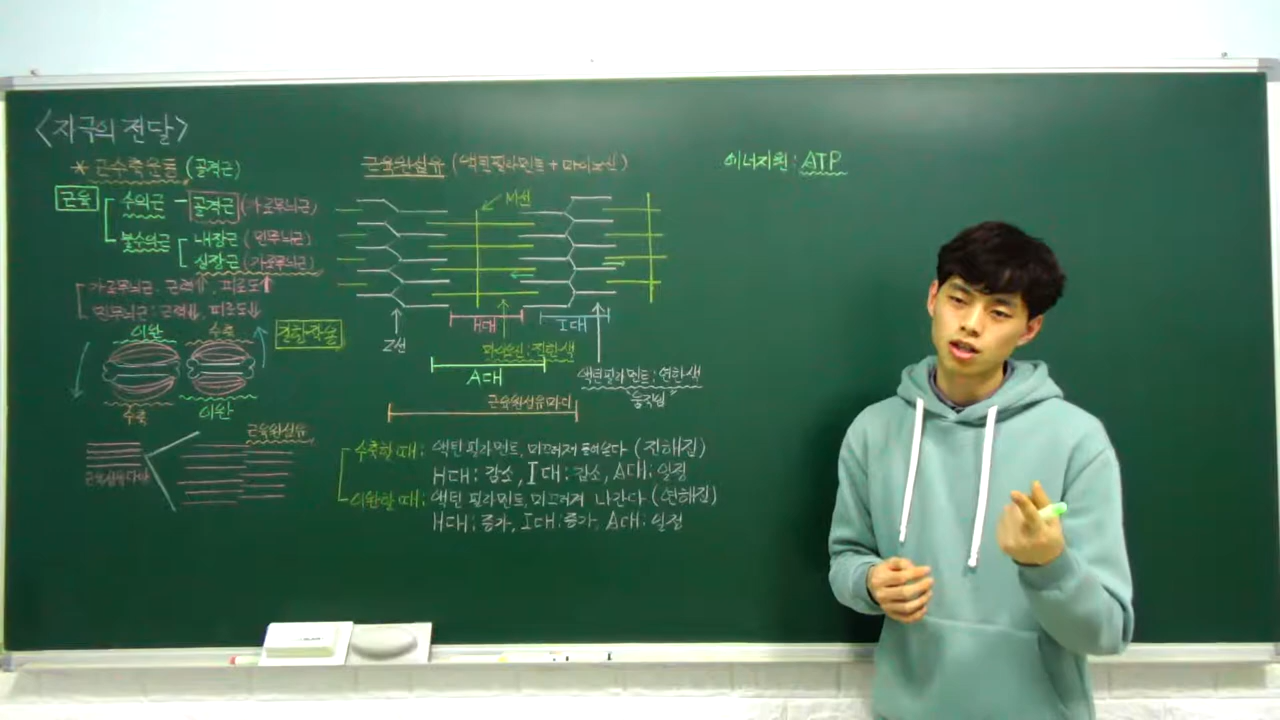 <자극의 전달>
* 근수축운동 (골격근)
근육 수의근 - 골격근 (가로무늬근)
불수의근 내장근 (민무늬근)
심장근 (가로무늬근)
가로무늬근: 근력↑, 피로도↑
민무늬근: 근력↓, 피로도↓
이완 수축
길항작용
수축 이완
근육원섬유
근육원섬유 (액틴필라멘트 + 마이오신)
M선
H대 I대
Z선
마이오신: 진한색
A대
액틴필라멘트: 연한색
"움직임"
근육원섬유마디
수축할 때: 액틴 필라멘트, 미끄러져 들어온다 (진해짐)
H대: 감소, I대: 감소, A대: 일정
이완할 때: 액틴 필라멘트, 미끄러져 나간다 (연해짐)
H대: 증가, I대: 증가, A대: 일정
에너지원: ATP